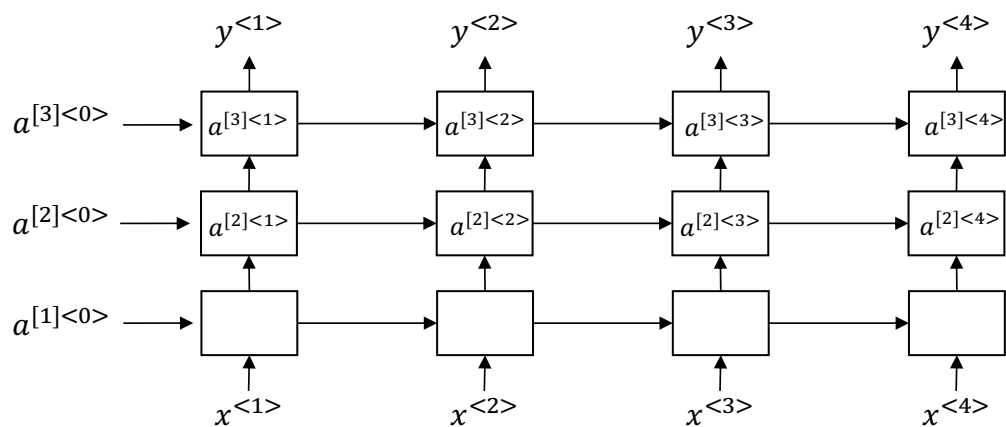 y^{<1>} y^{<2>} y^{<3>} y^{<4>}
a^{[3]<0>} a^{[3]<1>} a^{[3]<2>} a^{[3]<3>} a^{[3]<4>}
a^{[2]<0>} a^{[2]<1>} a^{[2]<2>} a^{[2]<3>} a^{[2]<4>}
a^{[1]<0>}
x^{<1>} x^{<2>} x^{<3>} x^{<4>}